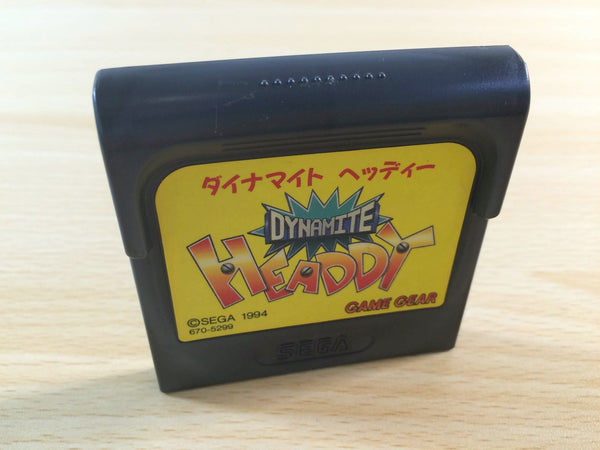 ダイナマイト ヘッディー
DYNAMITE
HEADDY
GAME GEAR
©SEGA 1994
670-5299
SEGA